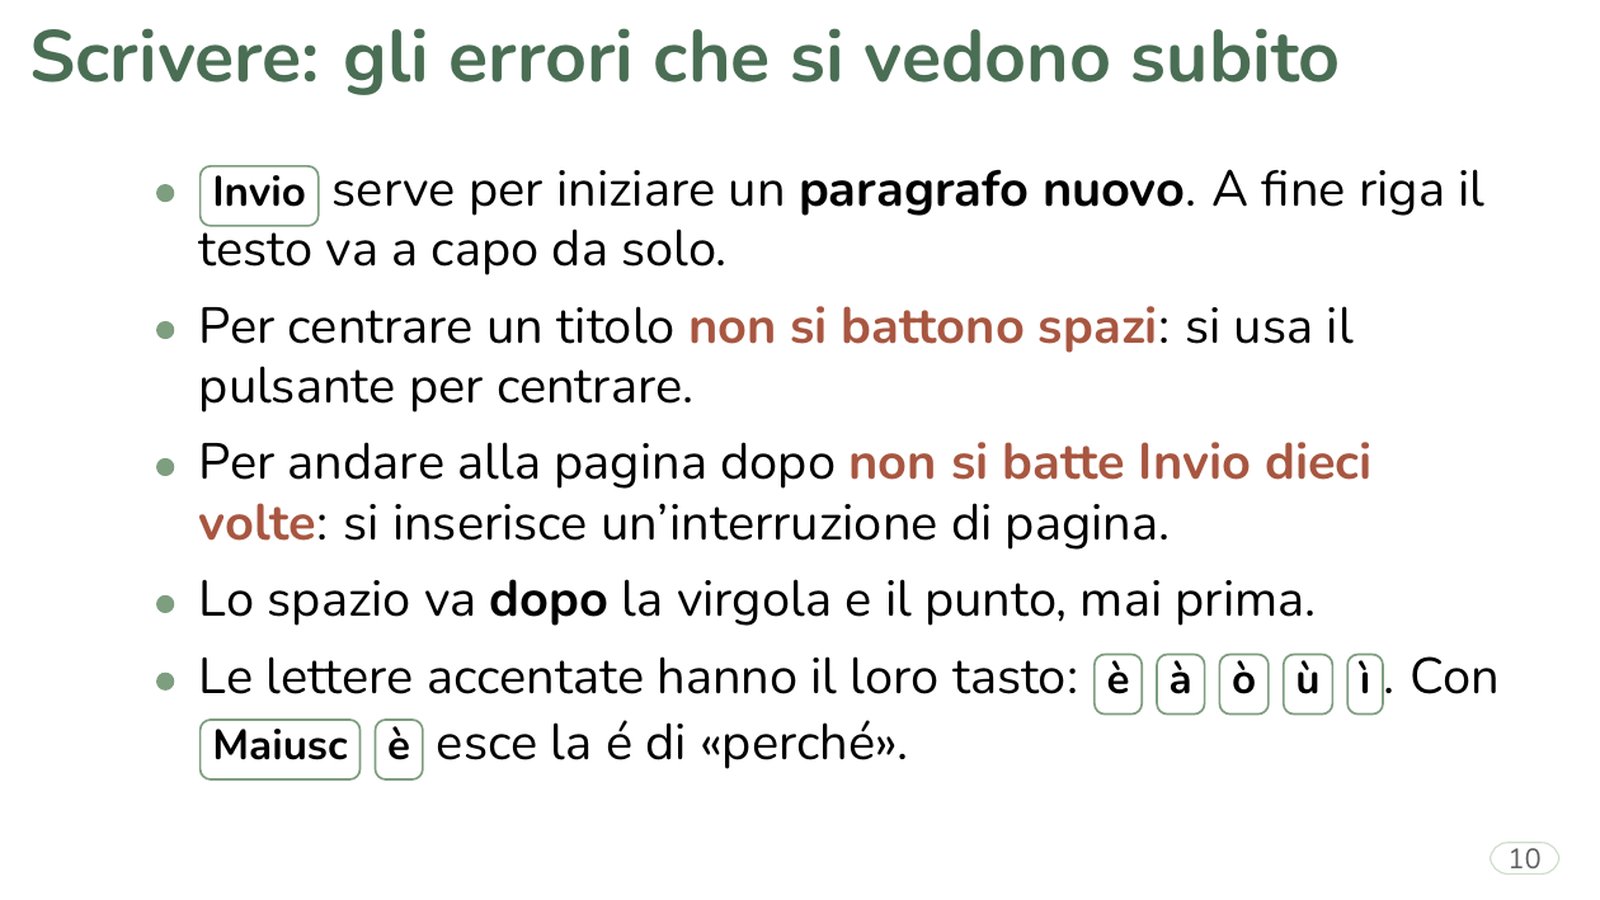 Scrivere: gli errori che si vedono subito
• Invio serve per iniziare un paragrafo nuovo. A fine riga il
testo va a capo da solo.
• Per centrare un titolo non si battono spazi: si usa il
pulsante per centrare.
• Per andare alla pagina dopo non si batte Invio dieci
volte: si inserisce un’interruzione di pagina.
• Lo spazio va dopo la virgola e il punto, mai prima.
• Le lettere accentate hanno il loro tasto: è à ò ù ì. Con
Maiusc è esce la é di «perché».
10